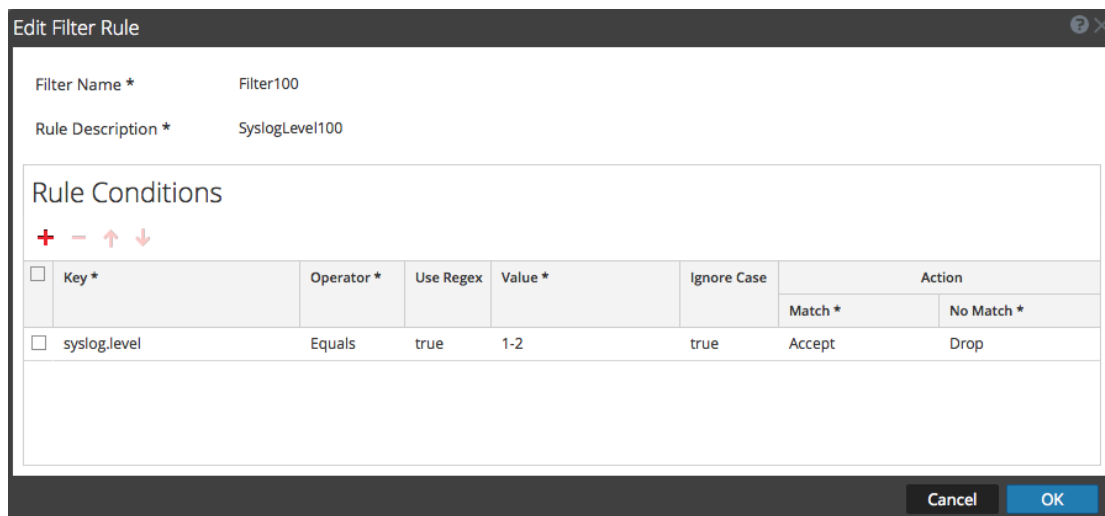 Edit Filter Rule
Filter Name * Filter100
Rule Description * SyslogLevel100
Rule Conditions
Key * Operator * Use Regex Value * Ignore Case Action
Match * No Match *
syslog.level Equals true 1-2 true Accept Drop
Cancel OK